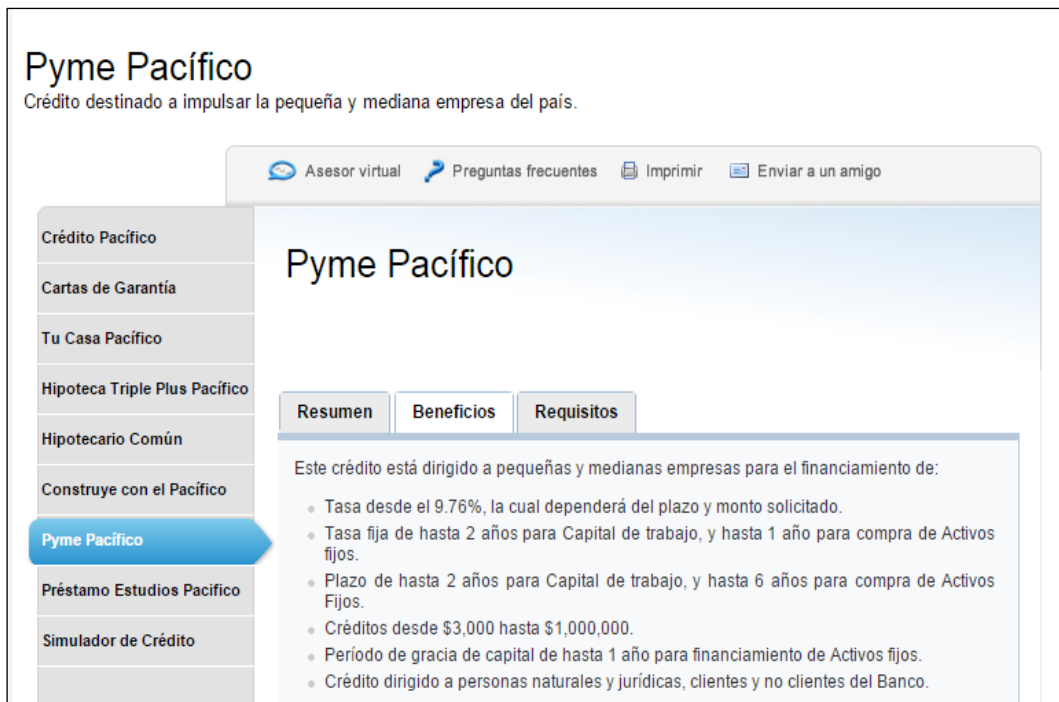 Pyme Pacífico
Crédito destinado a impulsar la pequeña y mediana empresa del país.
Asesor virtual Preguntas frecuentes Imprimir Enviar a un amigo
Crédito Pacífico
Cartas de Garantía
Tu Casa Pacífico
Hipoteca Triple Plus Pacífico
Hipotecario Común
Construye con el Pacífico
Pyme Pacífico
Préstamo Estudios Pacifico
Simulador de Crédito
Pyme Pacífico
Resumen Beneficios Requisitos
Este crédito está dirigido a pequeñas y medianas empresas para el financiamiento de:
Tasa desde el 9.76%, la cual dependerá del plazo y monto solicitado.
Tasa fija de hasta 2 años para Capital de trabajo, y hasta 1 año para compra de Activos
fijos.
Plazo de hasta 2 años para Capital de trabajo, y hasta 6 años para compra de Activos
Fijos.
Créditos desde $3,000 hasta $1,000,000.
Período de gracia de capital de hasta 1 año para financiamiento de Activos fijos.
Crédito dirigido a personas naturales y jurídicas, clientes y no clientes del Banco.